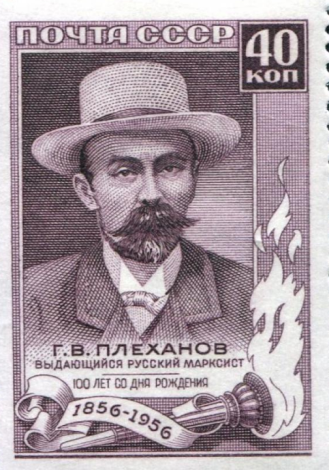 ПОЧТА СССР
40
КОП
Г.В. ПЛЕХАНОВ
ВЫДАЮЩИЙСЯ РУССКИЙ МАРКСИСТ
100 ЛЕТ СО ДНЯ РОЖДЕНИЯ
1856-1956